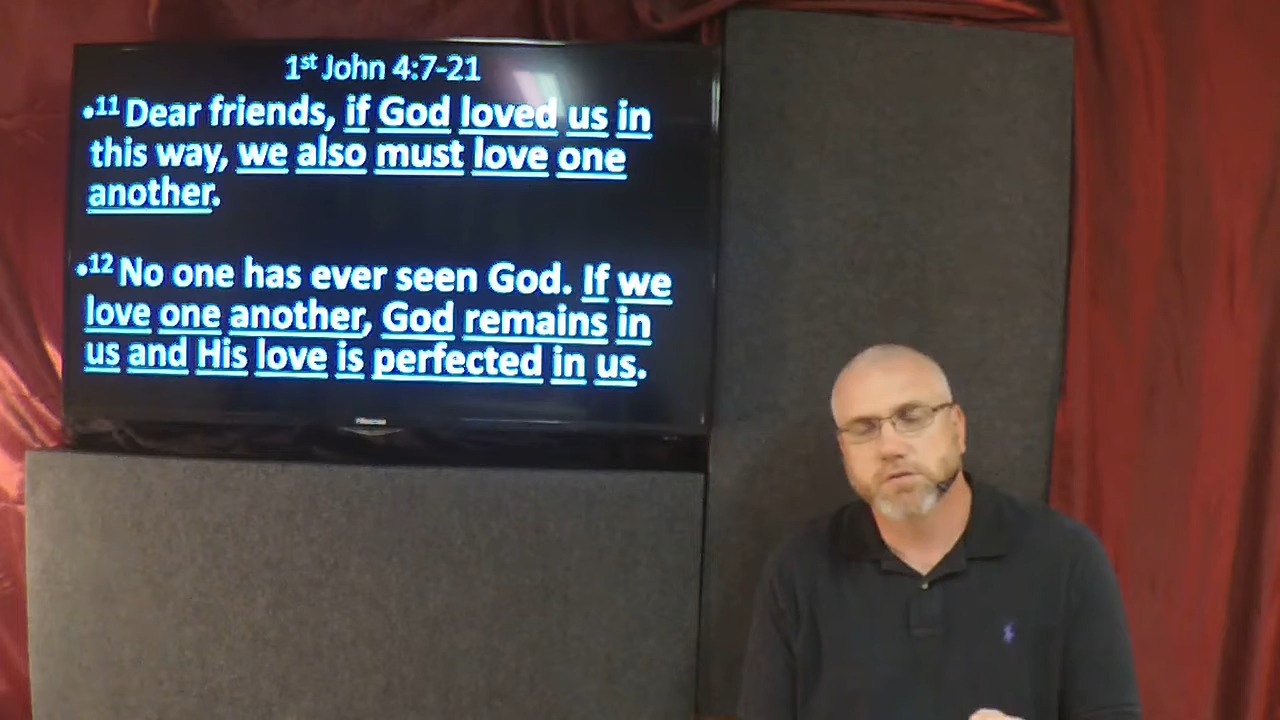 1st John 4:7-21
•11 Dear friends, if God loved us in
this way, we also must love one
another.
•12 No one has ever seen God. If we
love one another, God remains in
us and His love is perfected in us.
Hisense